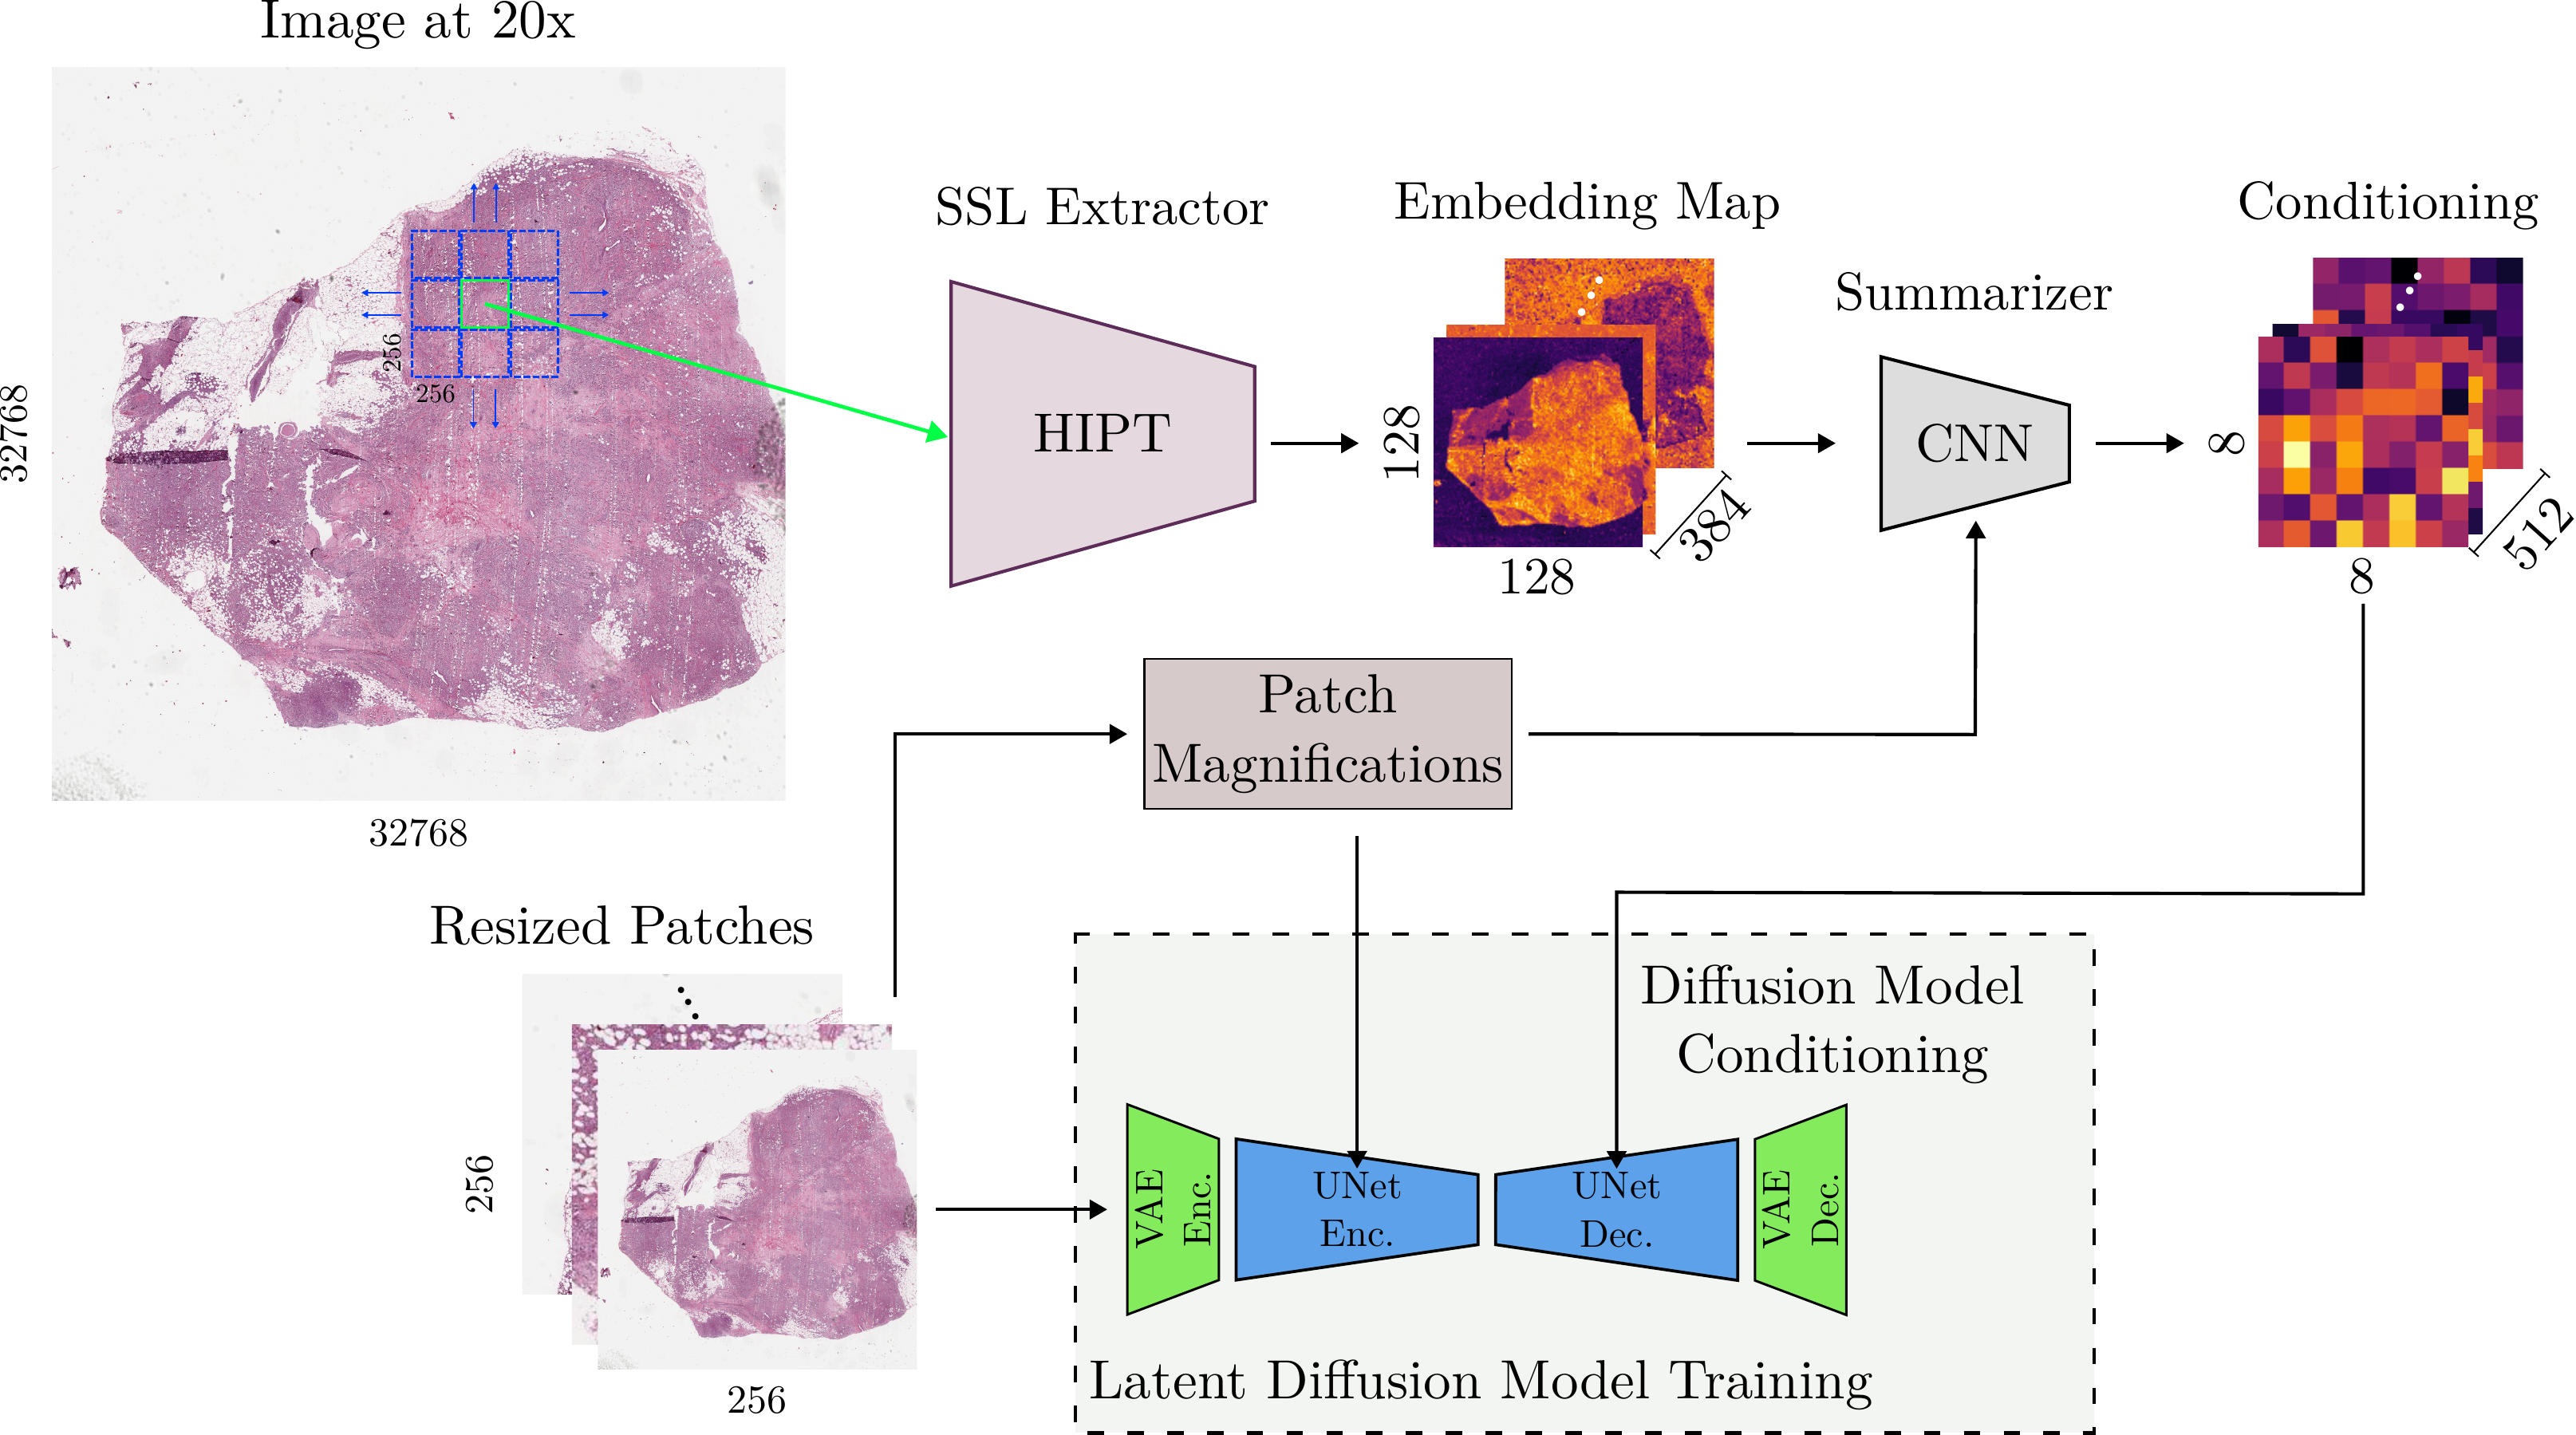 Image at 20x
32768
256
256
32768
SSL Extractor
HIPT
Embedding Map
128
128
384
Summarizer
CNN
Conditioning
8
8
512
Patch
Magnifications
Resized Patches
256
256
Diffusion Model
Conditioning
VAE
Enc.
UNet
Enc.
UNet
Dec.
VAE
Dec.
Latent Diffusion Model Training